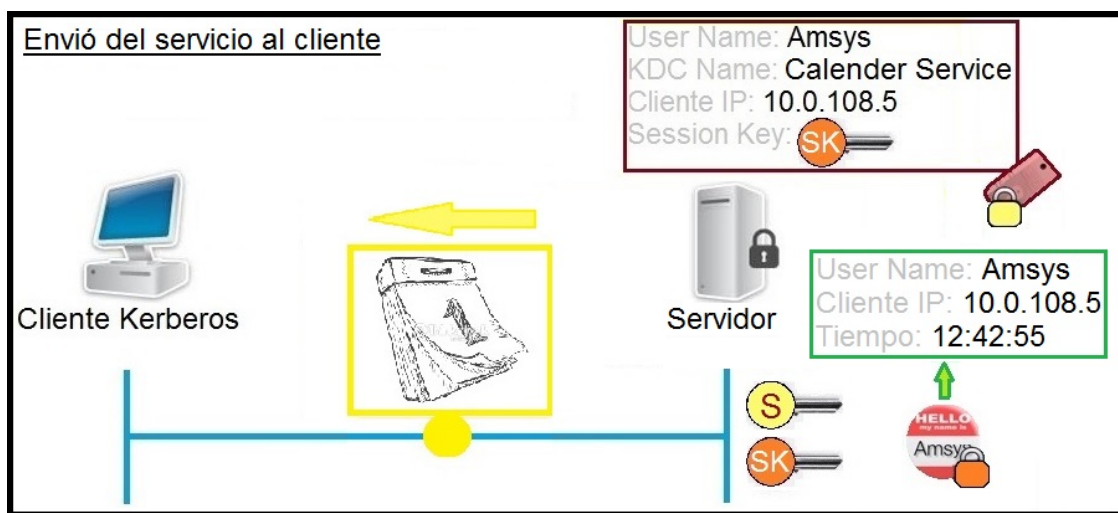 Envió del servicio al cliente
User Name: Amsys
KDC Name: Calender Service
Cliente IP: 10.0.108.5
Session Key:
SK
Cliente Kerberos
1
Servidor
User Name: Amsys
Cliente IP: 10.0.108.5
Tiempo: 12:42:55
S
SK
HELLO
my name is
Amsys